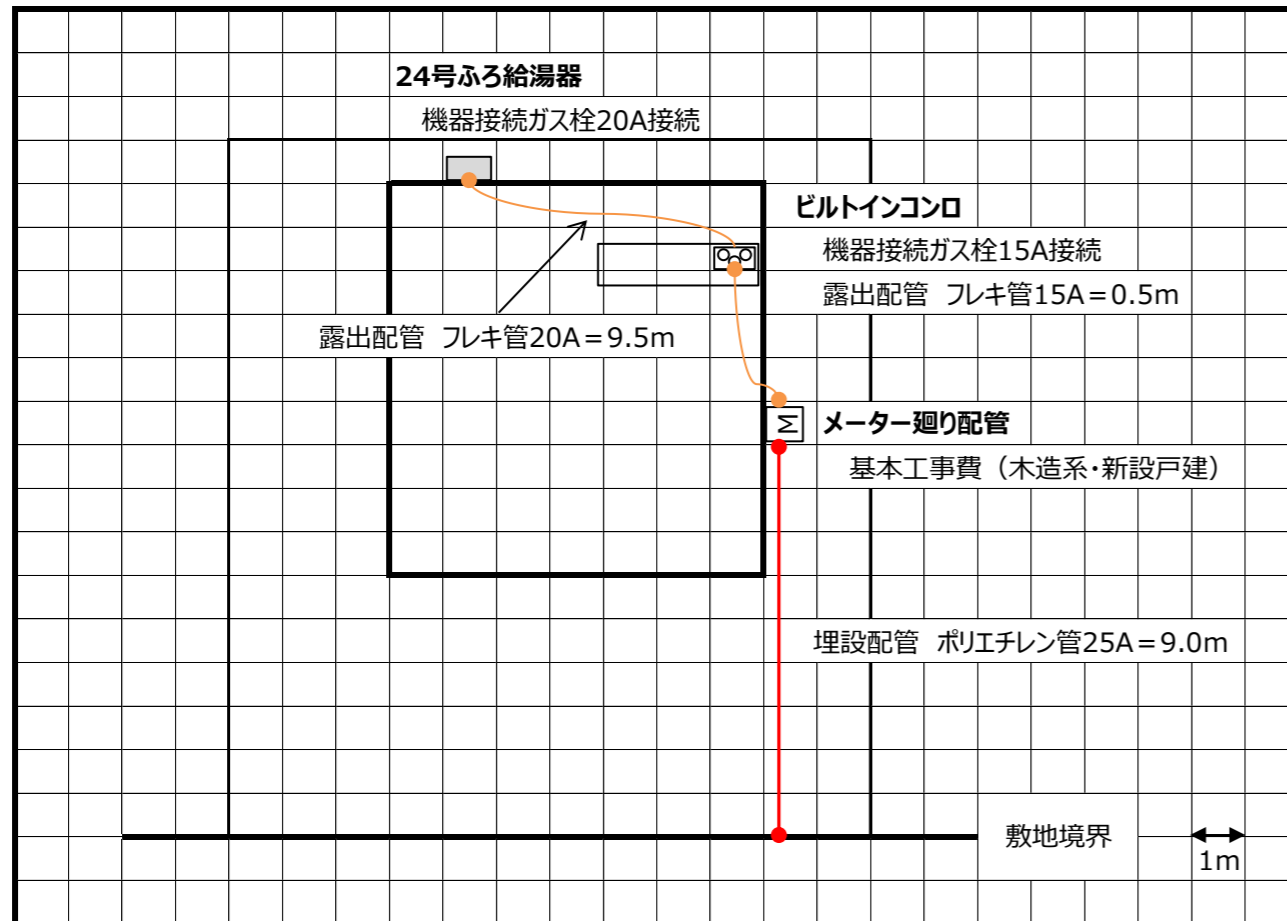 24号ふろ給湯器
機器接続ガス栓20A接続
ビルトインコンロ
機器接続ガス栓15A接続
露出配管 フレキ管15A＝0.5m
露出配管 フレキ管20A＝9.5m
M
メーター廻り配管
基本工事費（木造系・新設戸建）
埋設配管 ポリエチレン管25A＝9.0m
敷地境界
1m